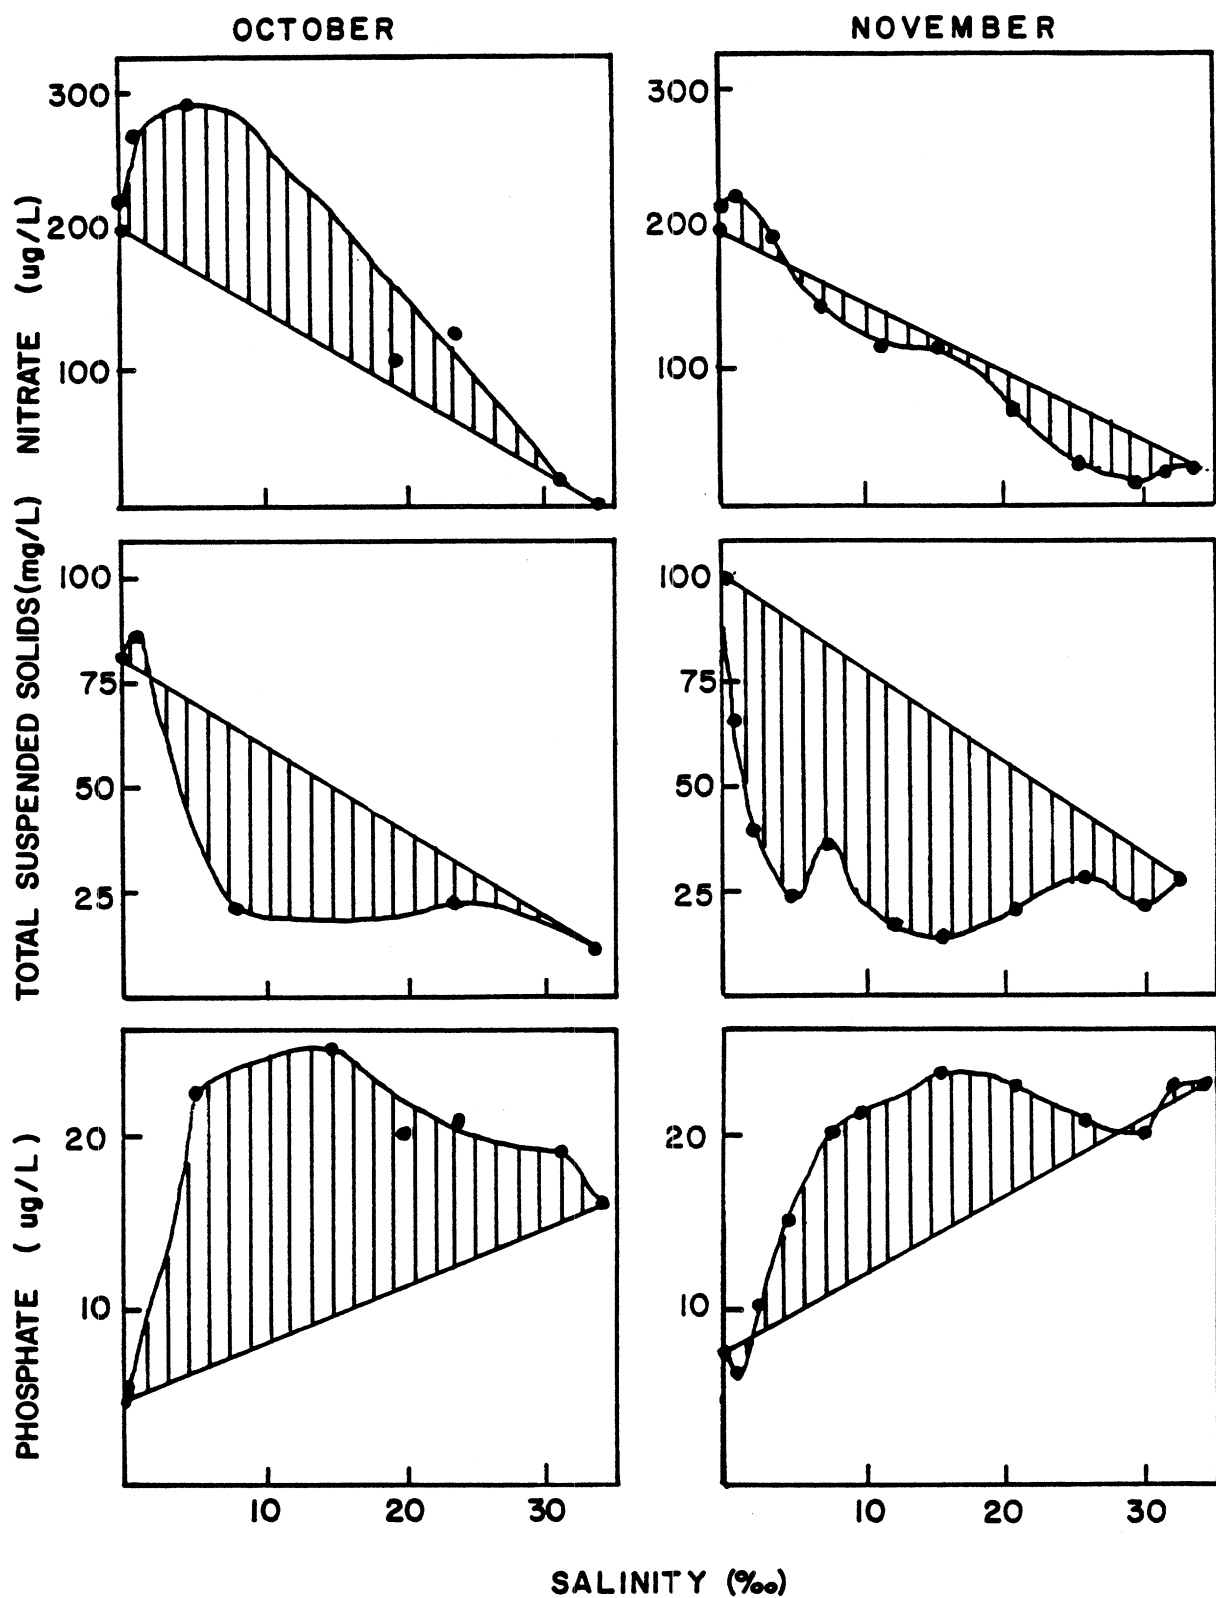 OCTOBER NOVEMBER
300 300
200 200
100 100
NITRATE (ug/L)
100 100
75 75
50 50
25 25
TOTAL SUSPENDED SOLIDS(mg/L)
20 20
10 10
PHOSPHATE (ug/L)
10 20 30 10 20 30
SALINITY (‰)